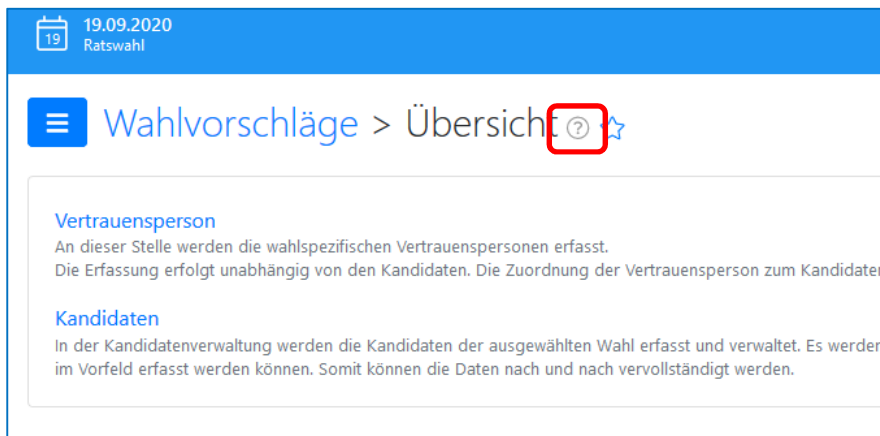 19
19.09.2020
Ratswahl
Wahlvorschläge > Übersicht ?
Vertrauensperson
An dieser Stelle werden die wahlspezifischen Vertrauenspersonen erfasst.
Die Erfassung erfolgt unabhängig von den Kandidaten. Die Zuordnung der Vertrauensperson zum Kandidaten
Kandidaten
In der Kandidatenverwaltung werden die Kandidaten der ausgewählten Wahl erfasst und verwaltet. Es werden
im Vorfeld erfasst werden können. Somit können die Daten nach und nach vervollständigt werden.